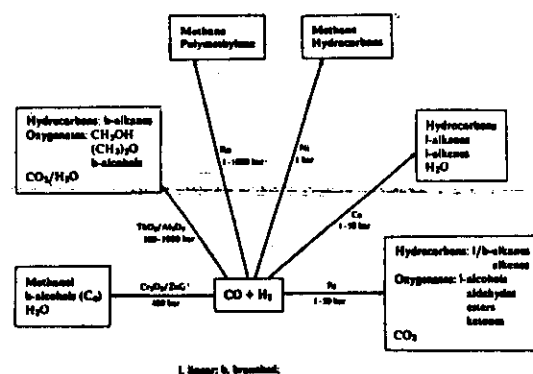 Methane
Polymethylene
Methane
Hydrocarbons
Hydrocarbons: b-alkanes
Oxygenates: CH₃OH
(CH₃)₂O
b-alcohols
CO₂/H₂O
Hydrocarbons
l-alkanes
l-alkenes
H₂O
Ru
1-1000 bar
Ni
1 bar
Co
1-10 bar
ThO₂/Al₂O₃
100-1000 bar
Methanol
b-alcohols (C₄)
H₂O
Cr₂O₃/ZnO
400 bar
CO + H₂
Fe
1-20 bar
Hydrocarbons: l/b-alkanes
alkenes
Oxygenates: l-alcohols
aldehydes
esters
ketones
CO₂
l, linear; b, branched;